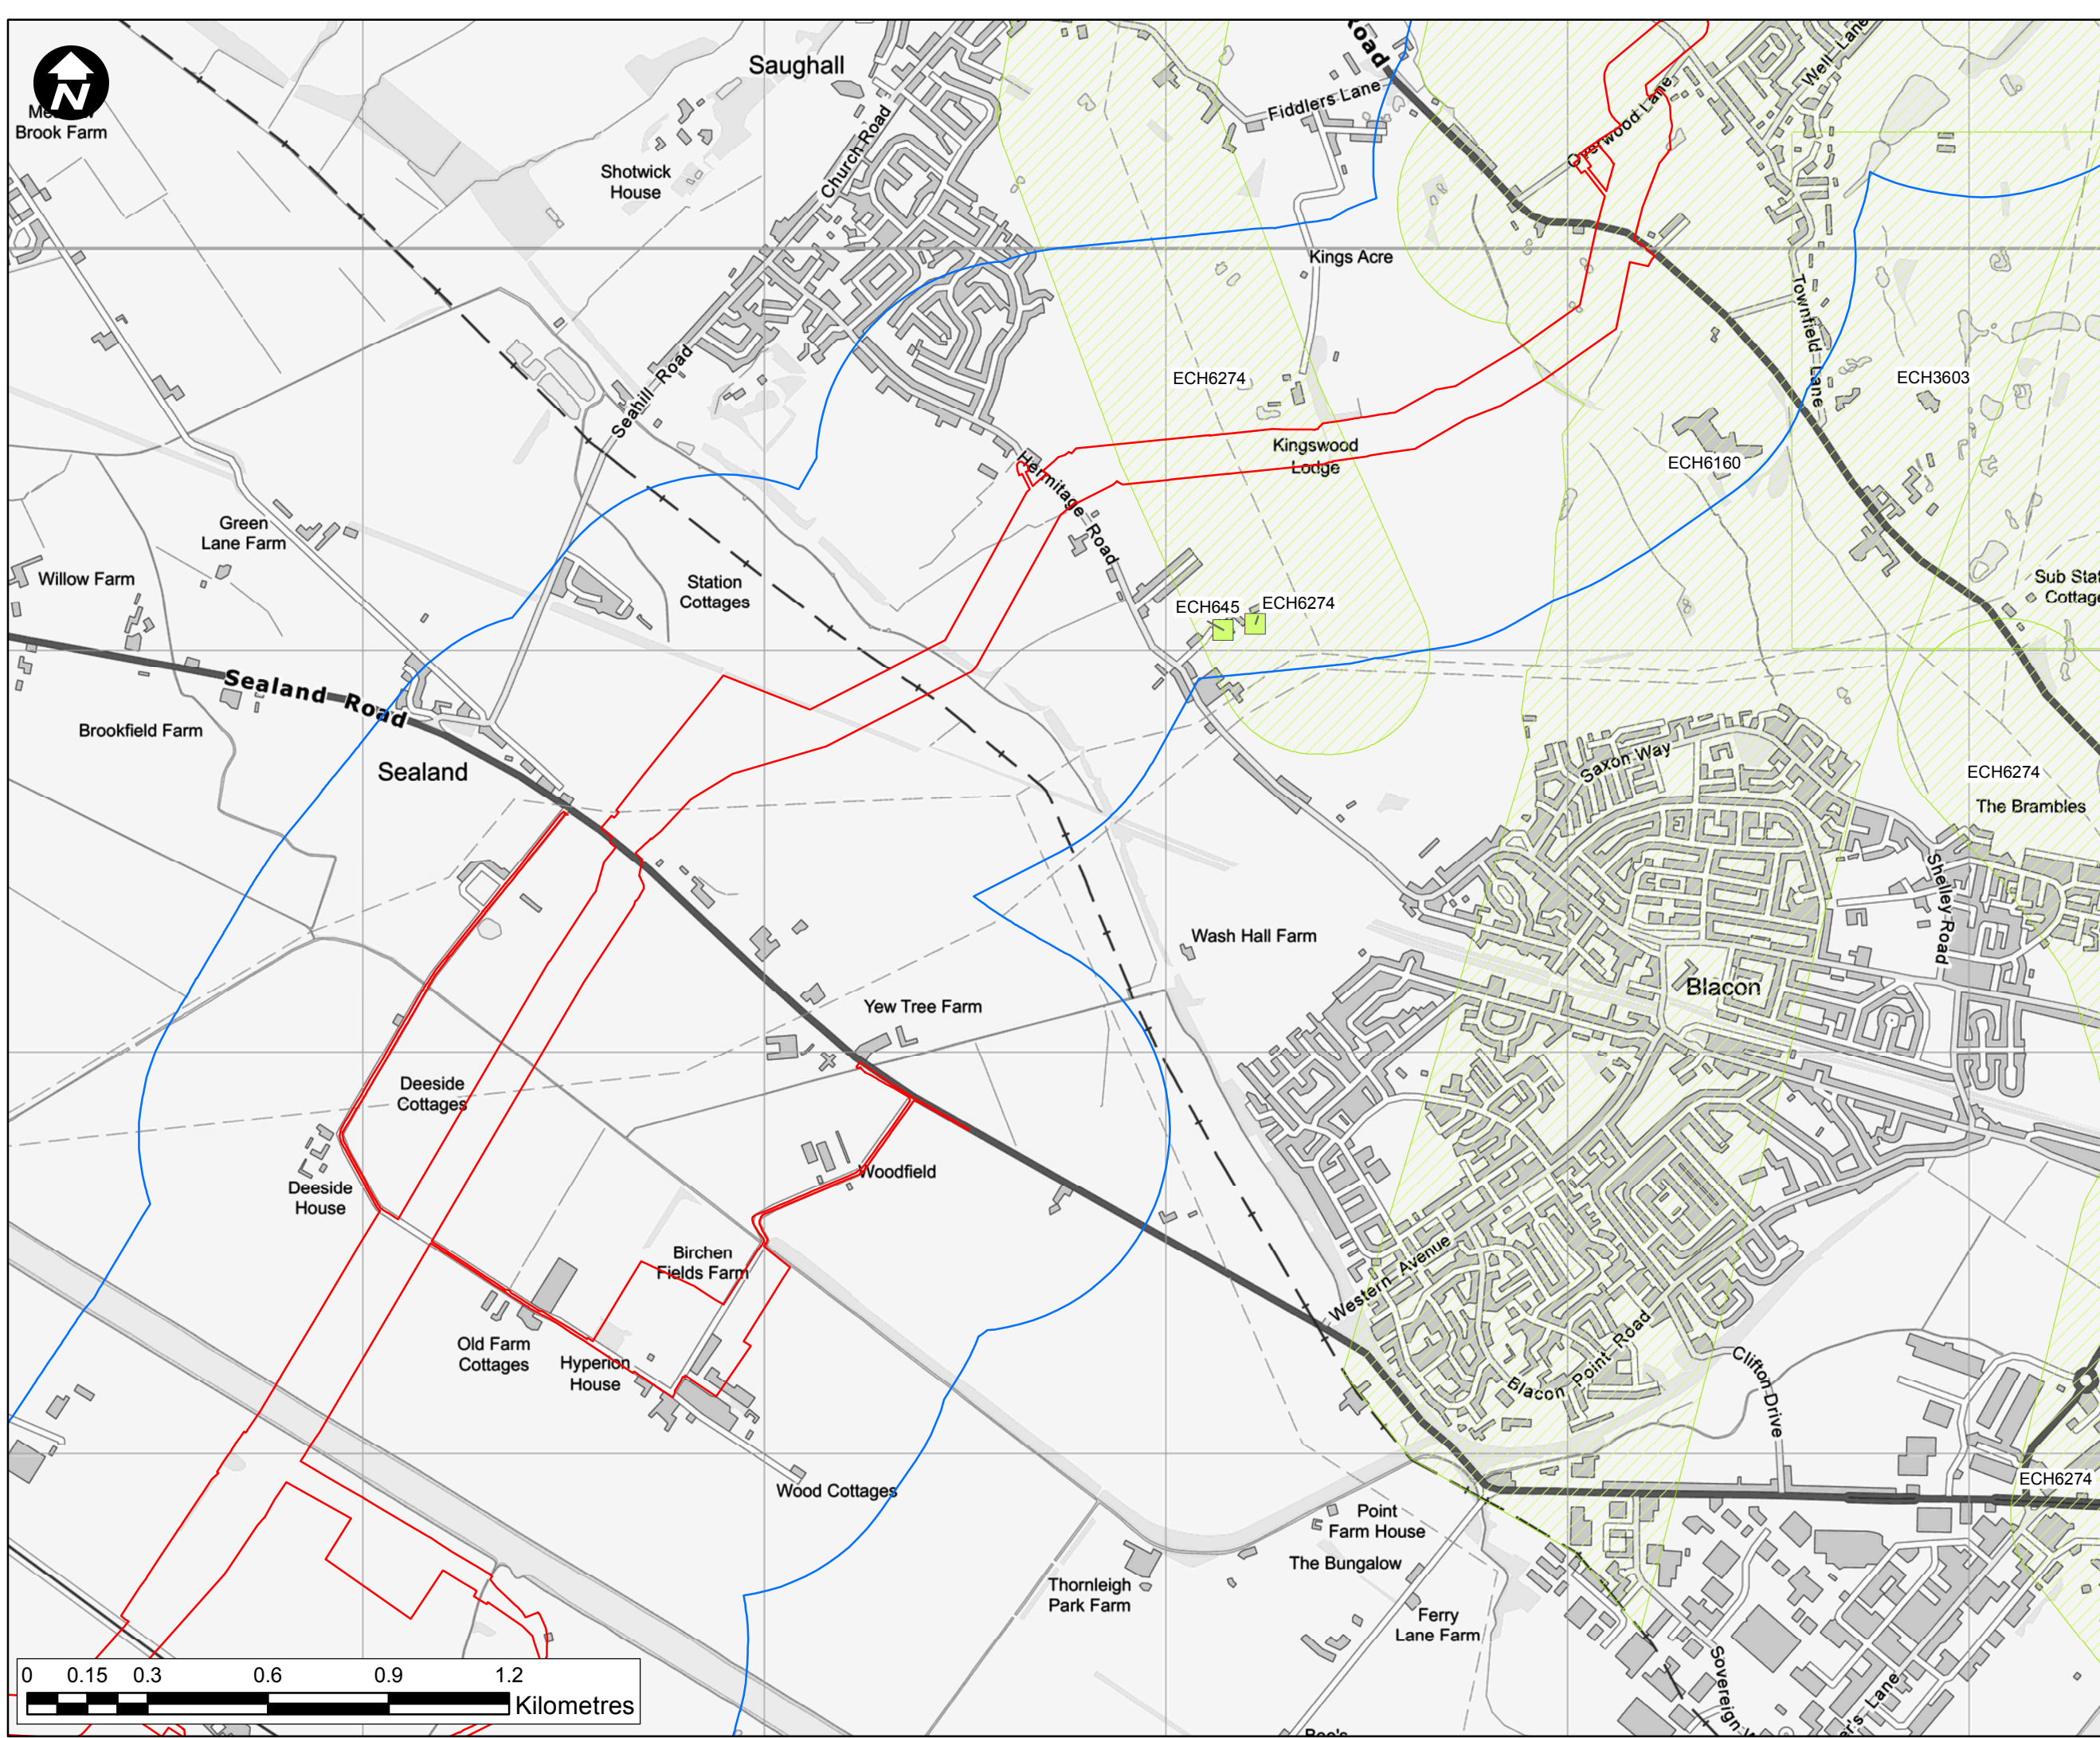 Road
Well Lane
Saughall
N
Brook Farm
Fiddlers Lane
Overwood Lane
Church Road
Shotwick
House
Kings Acre
Townfield Lane
ECH6274
ECH3603
Seahill Road
Kingswood
Lodge
ECH6160
Hermitage Road
Green
Lane Farm
Willow Farm
Station
Cottages
Sub Stat
Cottage
ECH645
ECH6274
Sealand Road
Brookfield Farm
Sealand
Saxon Way
ECH6274
The Brambles
Shelley Road
Wash Hall Farm
Blacon
Yew Tree Farm
Deeside
Cottages
Woodfield
Deeside
House
Birchen
Fields Farm
Western Avenue
Old Farm
Cottages
Hyperion
House
Blacon Point Road
Clifton Drive
Wood Cottages
ECH6274
Point
Farm House
The Bungalow
Thornleigh
Park Farm
Ferry
Lane Farm
Sovereign W
er's Lane
0 0.15 0.3 0.6 0.9 1.2
Kilometres